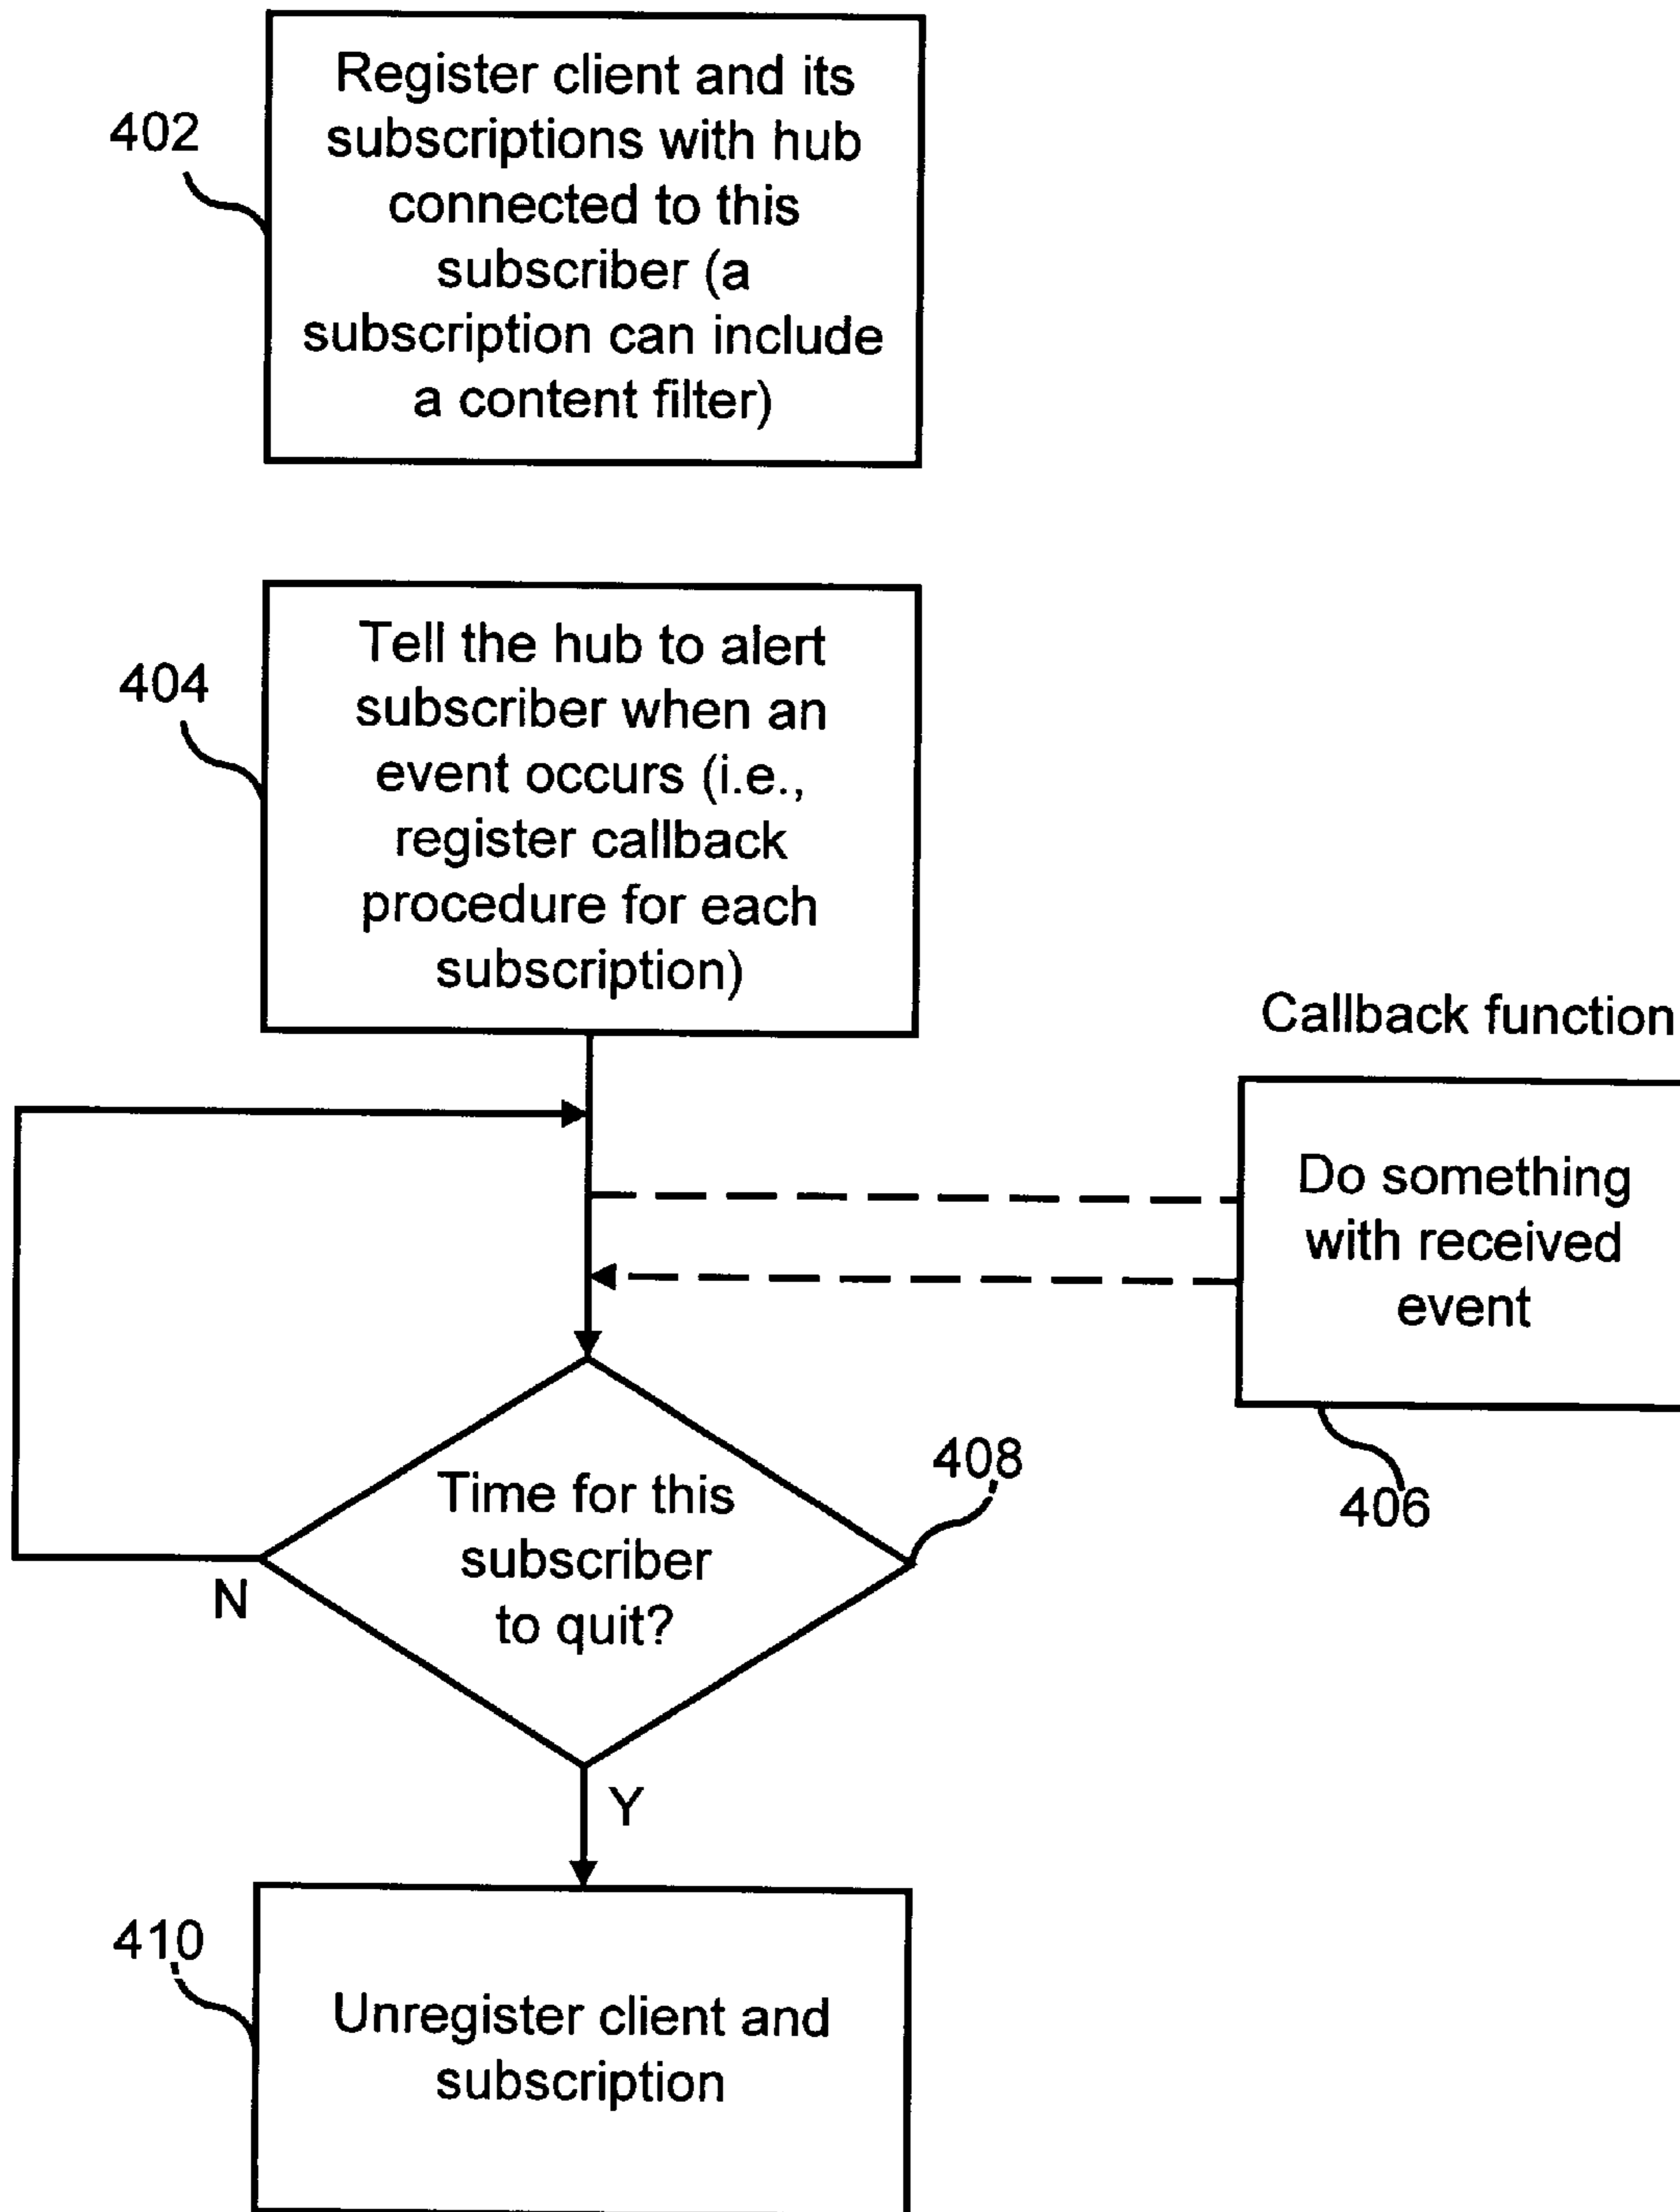 402
Register client and its
subscriptions with hub
connected to this
subscriber (a
subscription can include
a content filter)
404
Tell the hub to alert
subscriber when an
event occurs (i.e.,
register callback
procedure for each
subscription)
Callback function
Do something
with received
event
406
Time for this
subscriber
to quit?
408
N
Y
410
Unregister client and
subscription